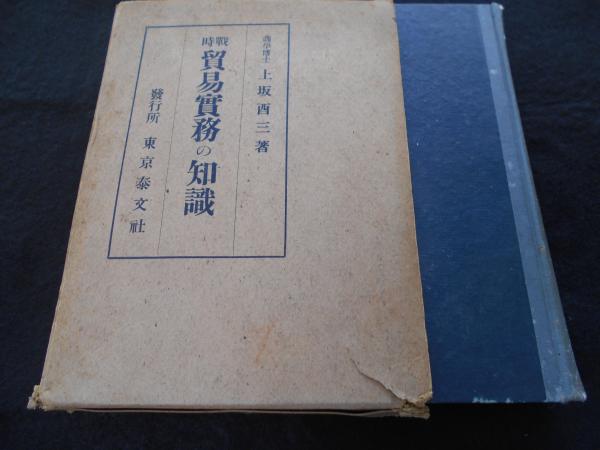 商學博士 上坂酉三著
戰時 貿易實務の知識
發行所 東京泰文社